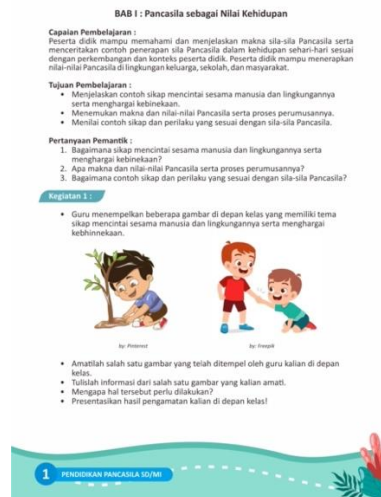 BAB I : Pancasila sebagai Nilai Kehidupan
Capaian Pembelajaran :
Peserta didik mampu memahami dan menjelaskan makna sila-sila Pancasila serta
menceritakan contoh penerapan sila Pancasila dalam kehidupan sehari-hari sesuai
dengan perkembangan dan konteks peserta didik. Peserta didik mampu menerapkan
nilai-nilai Pancasila di lingkungan keluarga, sekolah, dan masyarakat.
Tujuan Pembelajaran :
• Menjelaskan contoh sikap mencintai sesama manusia dan lingkungannya
serta menghargai kebinekaan.
• Menemukan makna dan nilai-nilai Pancasila serta proses perumusannya.
• Menilai contoh sikap dan perilaku yang sesuai dengan sila-sila Pancasila.
Pertanyaan Pemantik :
1. Bagaimana sikap mencintai sesama manusia dan lingkungannya serta
menghargai kebinekaan?
2. Apa makna dan nilai-nilai Pancasila serta proses perumusannya?
3. Bagaimana contoh sikap dan perilaku yang sesuai dengan sila-sila Pancasila?
Kegiatan 1 :
• Guru menempelkan beberapa gambar di depan kelas yang memiliki tema
sikap mencintai sesama manusia dan lingkungannya serta menghargai
kebhinnekaan.
by: Pinterest
by: Freepik
• Amatilah salah satu gambar yang telah ditempel oleh guru kalian di depan
kelas.
• Tulislah informasi dari salah satu gambar yang kalian amati.
• Mengapa hal tersebut perlu dilakukan?
• Presentasikan hasil pengamatan kalian di depan kelas!
1 PENDIDIKAN PANCASILA SD/MI